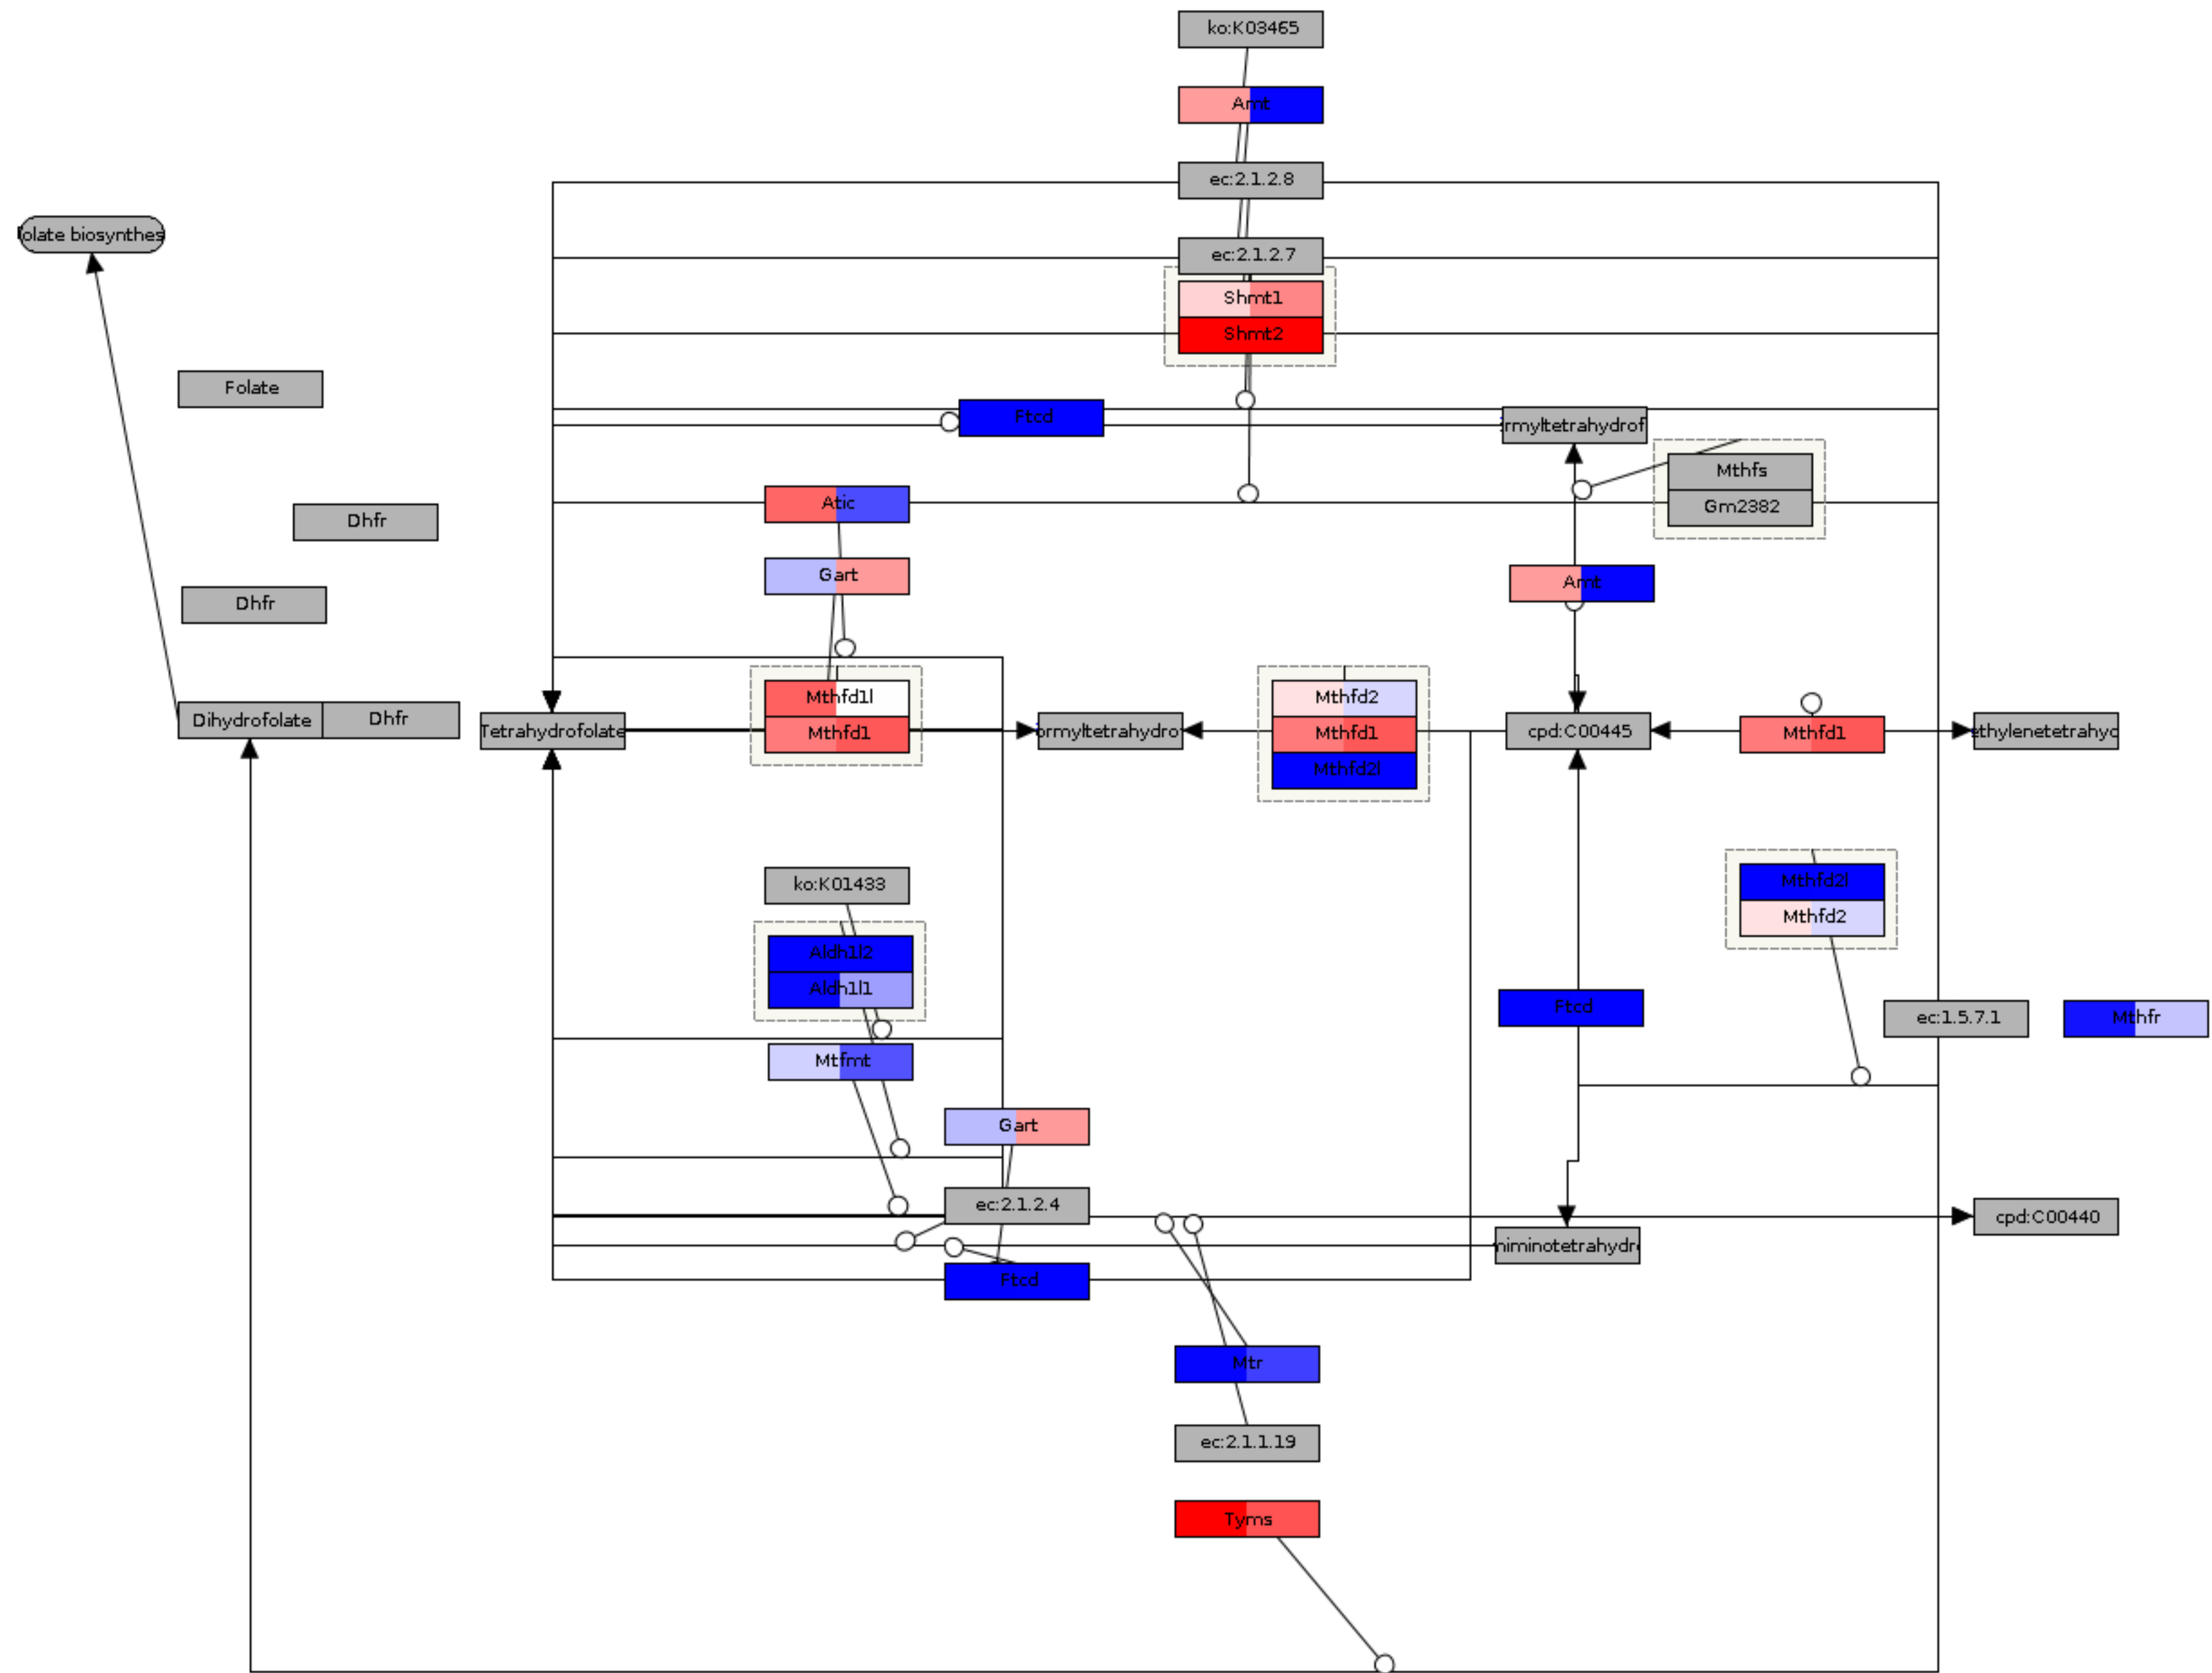 ko:K03465
Amt
ec:2.1.2.8
olate biosynthes
ec:2.1.2.7
Shmt1
Shmt2
Folate
Ftcd
rmyltetrahydrof
Mthfs
Gm2382
Atic
Dhfr
Gart
Amt
Dhfr
Mthfd1l
Mthfd2
Dihydrofolate
Dhfr
Tetrahydrofolate
Mthfd1
ormyltetrahydro
Mthfd1
cpd:C00445
Mthfd1
ethylenetetrahyd
Mthfd2l
ko:K01433
Mthfd2l
Mthfd2
Aldh1l2
Aldh1l1
Ftcd
ec:1.5.7.1
Mthfr
Mtfmt
Gart
ec:2.1.2.4
cpd:C00440
niminotetrahydr
Ftcd
Mtr
ec:2.1.1.19
Tyms